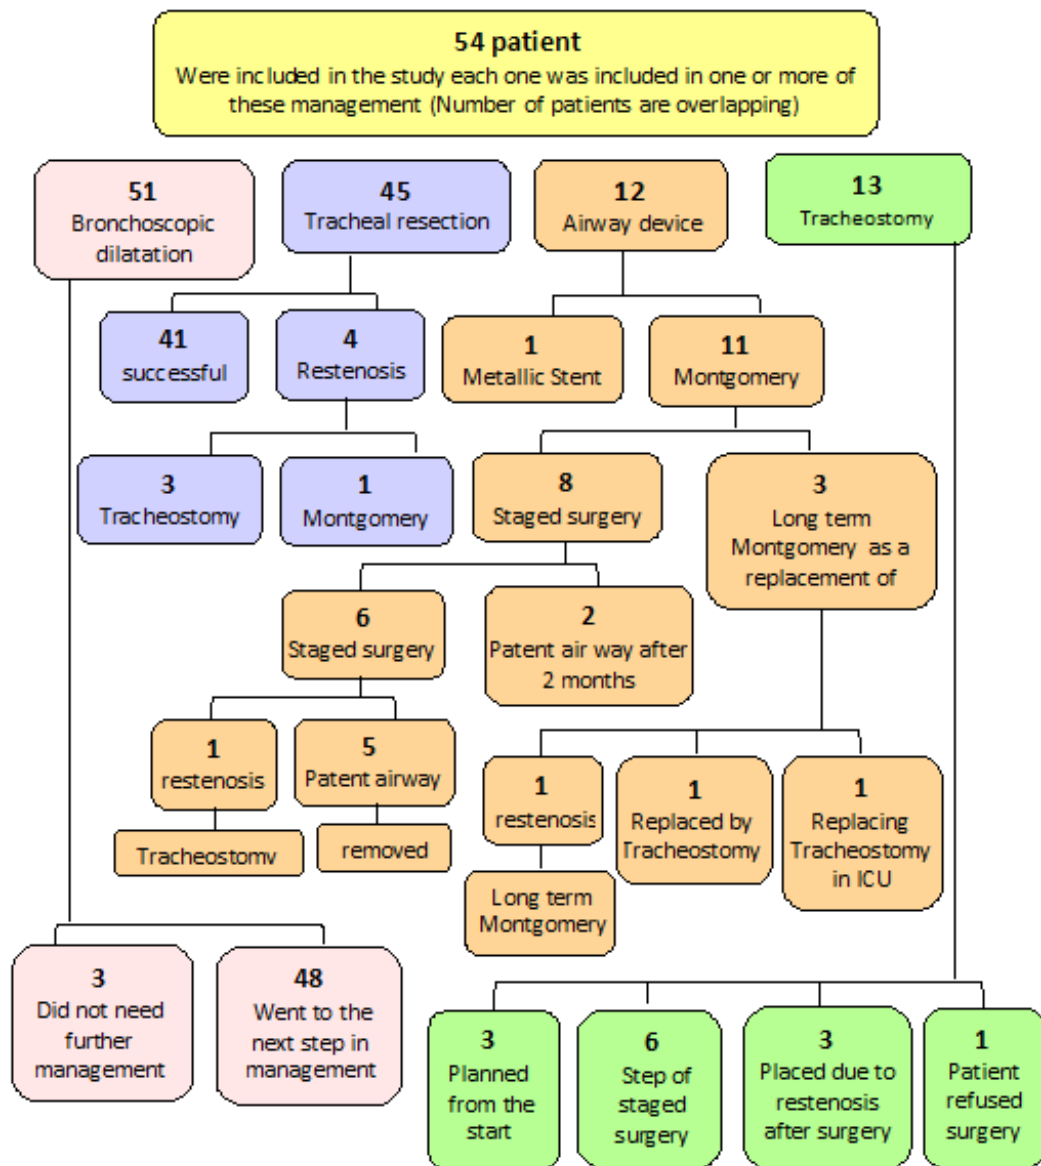 54 patient
Were included in the study each one was included in one or more of
these management (Number of patients are overlapping)
51
Bronchoscopic
dilatation
45
Tracheal resection
12
Airway device
13
Tracheostomy
41
successful
4
Restenosis
1
Metallic Stent
11
Montgomery
3
Tracheostomy
1
Montgomery
8
Staged surgery
3
Long term
Montgomery as a
replacement of
6
Staged surgery
2
Patent air way after
2 months
1
restenosis
5
Patent airway
Tracheostomy
removed
1
restenosis
1
Replaced by
Tracheostomy
1
Replacing
Tracheostomy
in ICU
Long term
Montgomery
3
Did not need
further
management
48
Went to the
next step in
management
3
Planned
from the
start
6
Step of
staged
surgery
3
Placed due to
restenosis
after surgery
1
Patient
refused
surgery